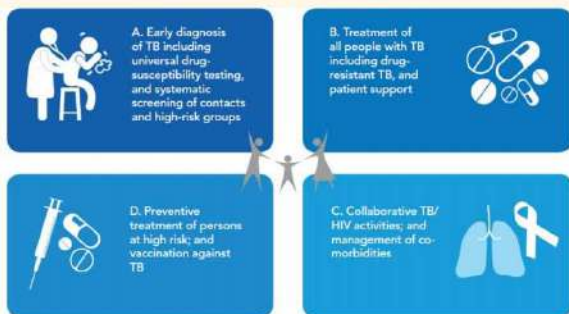 A. Early diagnosis
of TB including
universal drug-
susceptibility testing,
and systematic
screening of contacts
and high-risk groups
B. Treatment of
all people with TB
including drug-
resistant TB, and
patient support
D. Preventive
treatment of persons
at high risk; and
vaccination against
TB
C. Collaborative TB/
HIV activities; and
management of co-
morbidities